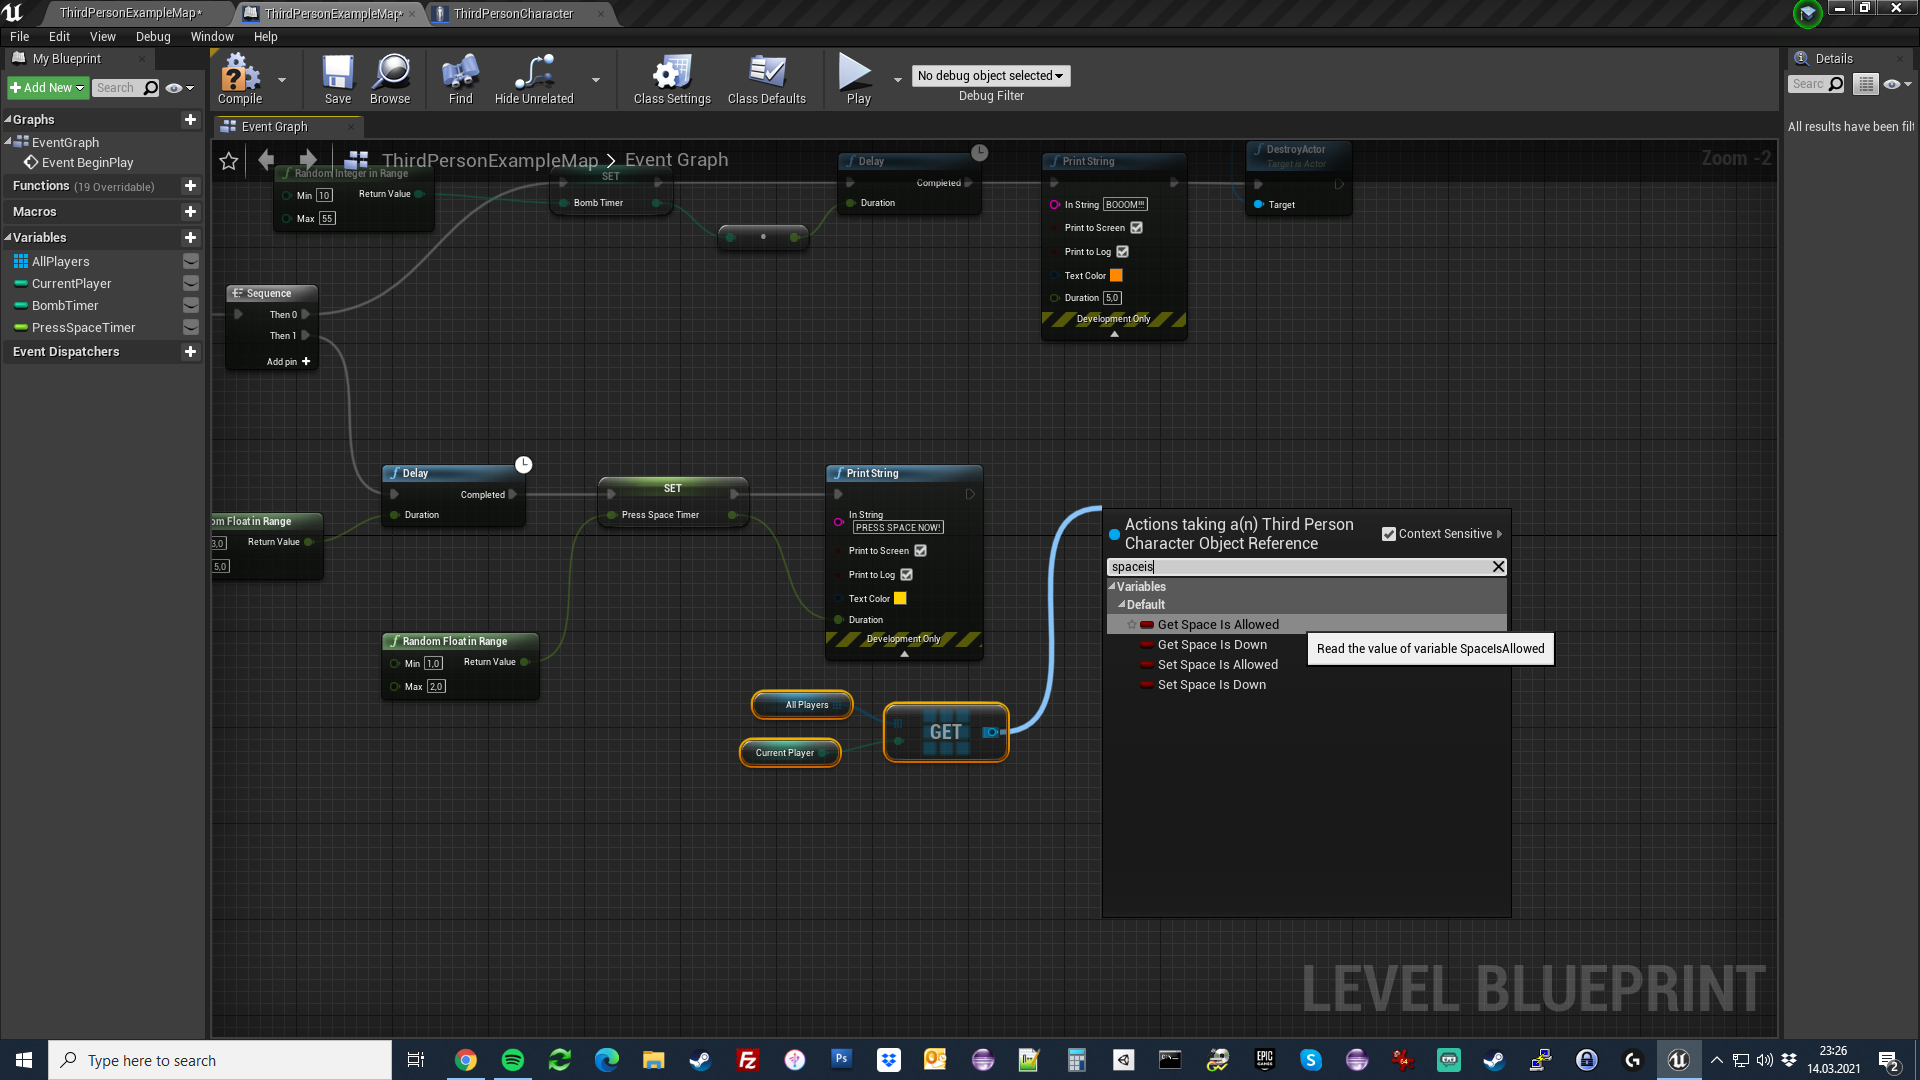 ThirdPersonExampleMap*
ThirdPersonExampleMap*
ThirdPersonCharacter
File Edit View Debug Window Help
My Blueprint
Add New
Search
Compile
Save
Browse
Find
Hide Unrelated
Class Settings
Class Defaults
Play
No debug object selected
Debug Filter
Details
Searc
All results have been filt
Graphs
EventGraph
Event BeginPlay
Functions (19 Overridable)
Macros
Variables
AllPlayers
CurrentPlayer
BombTimer
PressSpaceTimer
Event Dispatchers
Event Graph
ThirdPersonExampleMap > Event Graph
Zoom -2
Random Integer in Range
Min 10
Return Value
Max 55
SET
Bomb Timer
Delay
Completed
Duration
Print String
In String BOOOM!!!
Print to Screen
Print to Log
Text Color
Duration 5,0
Development Only
DestroyActor
Target is Actor
Target
Sequence
Then 0
Then 1
Add pin
Delay
Completed
Duration
om Float in Range
3,0
Return Value
5,0
SET
Press Space Timer
Print String
In String
PRESS SPACE NOW!
Print to Screen
Print to Log
Text Color
Duration
Development Only
Random Float in Range
Min 1,0
Return Value
Max 2,0
All Players
Current Player
GET
Actions taking a(n) Third Person
Character Object Reference
Context Sensitive
spaceis
Variables
Default
Get Space Is Allowed
Get Space Is Down
Set Space Is Allowed
Set Space Is Down
Read the value of variable SpaceIsAllowed
LEVEL BLUEPRINT
Type here to search
Ps
EPIC
GAMES
64
23:26
14.03.2021
2